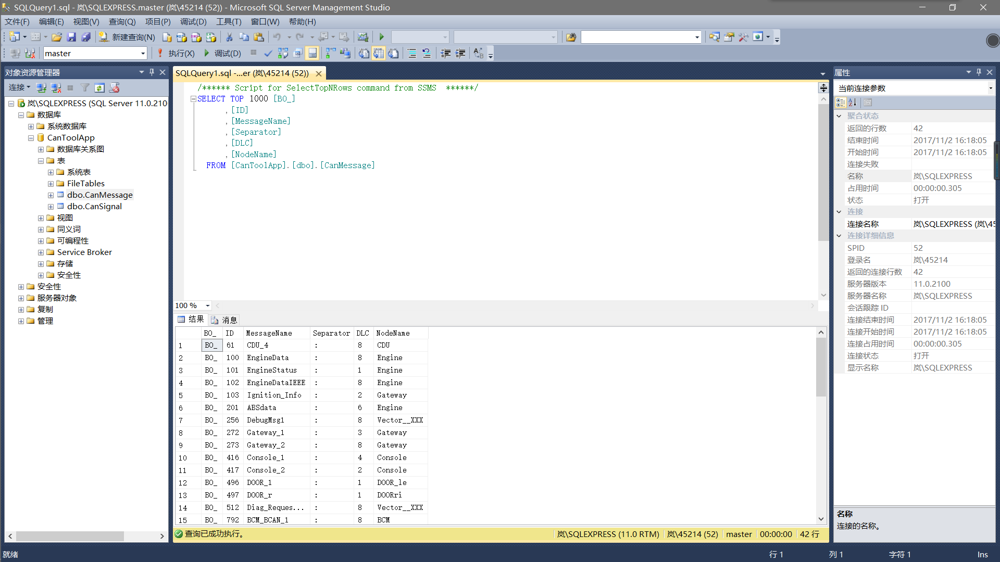 SQLQuery1.sql - 岚\SQLEXPRESS.master (岚\45214 (52)) - Microsoft SQL Server Management Studio
文件(F) 编辑(E) 视图(V) 查询(Q) 项目(P) 调试(D) 工具(T) 窗口(W) 帮助(H)
新建查询(N)
master 执行(X) 调试(D)
对象资源管理器
连接
岚\SQLEXPRESS (SQL Server 11.0.210
数据库
系统数据库
CanToolApp
数据库关系图
表
系统表
FileTables
dbo.CanMessage
dbo.CanSignal
视图
同义词
可编程性
Service Broker
存储
安全性
安全性
服务器对象
复制
管理
SQLQuery1.sql -...er (岚\45214 (52))
/****** Script for SelectTopNRows command from SSMS  ******/
SELECT TOP 1000 [BO_]
,[ID]
,[MessageName]
,[Separator]
,[DLC]
,[NodeName]
FROM [CanToolApp].[dbo].[CanMessage]
100 %
结果 消息
BO_ ID MessageName Separator DLC NodeName
1 BO_ 61 CDU_4 : 8 CDU
2 BO_ 100 EngineData : 8 Engine
3 BO_ 101 EngineStatus : 1 Engine
4 BO_ 102 EngineDataIEEE : 8 Engine
5 BO_ 103 Ignition_Info : 2 Gateway
6 BO_ 201 ABSdata : 6 Engine
7 BO_ 256 DebugMsg1 : 8 Vector__XXX
8 BO_ 272 Gateway_1 : 3 Gateway
9 BO_ 273 Gateway_2 : 8 Gateway
10 BO_ 416 Console_1 : 4 Console
11 BO_ 417 Console_2 : 2 Console
12 BO_ 496 DOOR_l : 1 DOOR_le
13 BO_ 497 DOOR_r : 1 DOORri
14 BO_ 512 Diag_Reques... : 8 Vector__XXX
15 BO_ 792 BCM_BCAN_1 : 8 BCM
查询已成功执行。 岚\SQLEXPRESS (11.0 RTM) 岚\45214 (52) master 00:00:00 42 行
属性
当前连接参数
聚合状态
返回的行数 42
结束时间 2017/11/2 16:18:05
开始时间 2017/11/2 16:18:05
连接失败
名称 岚\SQLEXPRESS
占用时间 00:00:00.305
状态 打开
连接
连接名称 岚\SQLEXPRESS (岚\45
连接详细信息
SPID 52
登录名 岚\45214
返回的连接行数 42
服务器版本 11.0.2100
服务器名称 岚\SQLEXPRESS
会话跟踪 ID
连接结束时间 2017/11/2 16:18:05
连接开始时间 2017/11/2 16:18:05
连接占用时间 00:00:00.305
连接状态 打开
显示名称 岚\SQLEXPRESS
名称
连接的名称。
就绪 行 1 列 1 字符 1 Ins